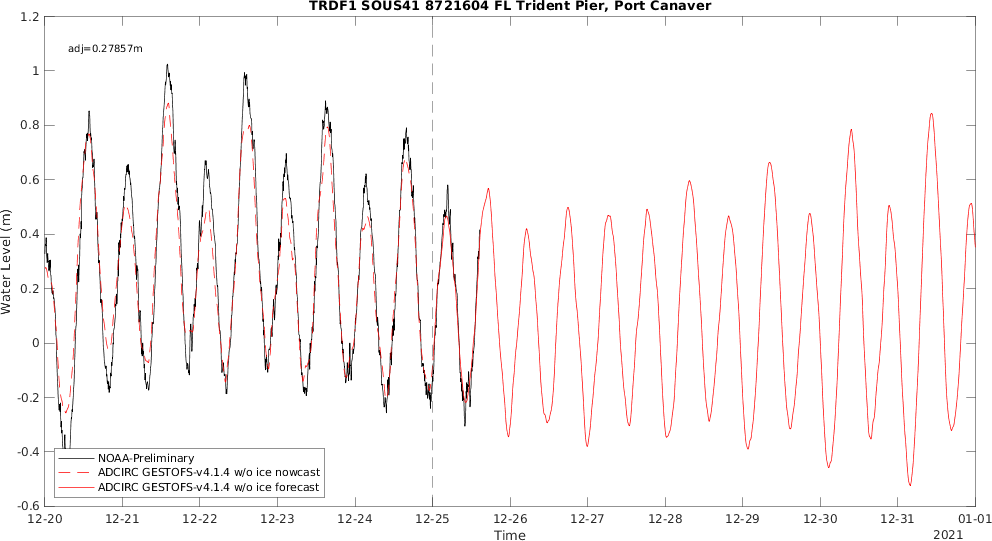 TRDF1 SOUS41 8721604 FL Trident Pier, Port Canaver
adj=0.27857m
1.2
1
0.8
0.6
0.4
0.2
0
-0.2
-0.4
-0.6
Water Level (m)
NOAA-Preliminary
ADCIRC GESTOFS-v4.1.4 w/o ice nowcast
ADCIRC GESTOFS-v4.1.4 w/o ice forecast
12-20 12-21 12-22 12-23 12-24 12-25 12-26 12-27 12-28 12-29 12-30 12-31 01-01
Time
2021